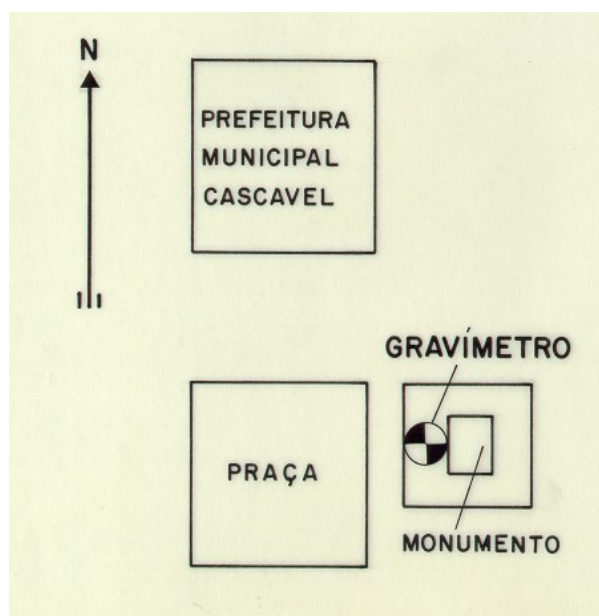 N
PREFEITURA
MUNICIPAL
CASCAVEL
GRAVÍMETRO
PRAÇA
MONUMENTO